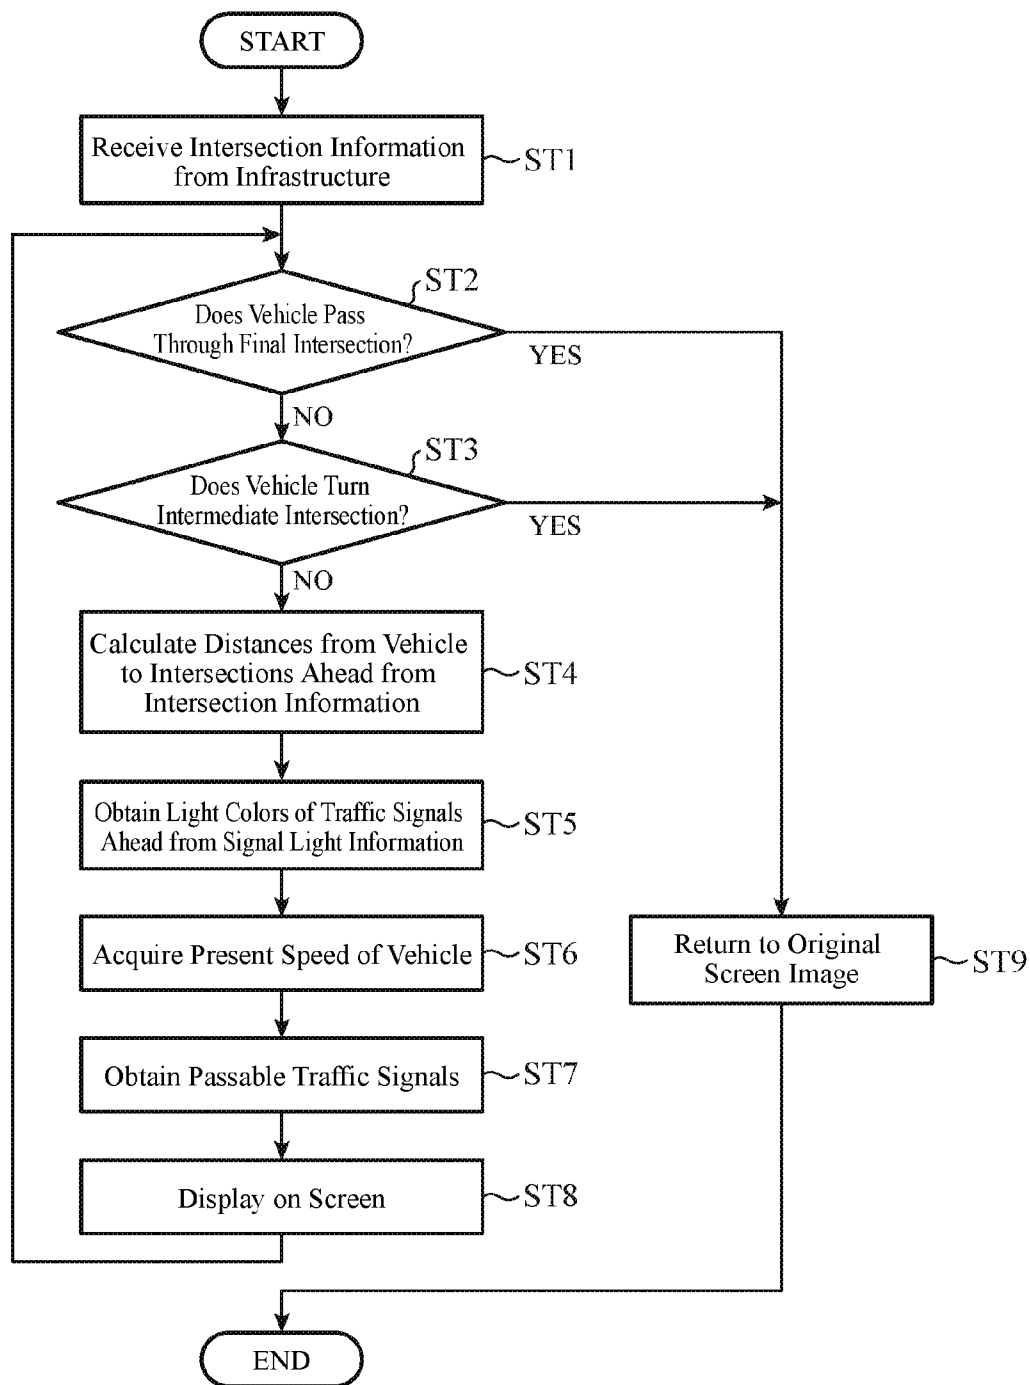 START
Receive Intersection Information
from Infrastructure
ST1
ST2
Does Vehicle Pass
Through Final Intersection?
YES
NO
ST3
Does Vehicle Turn
Intermediate Intersection?
YES
NO
Calculate Distances from Vehicle
to Intersections Ahead from
Intersection Information
ST4
Obtain Light Colors of Traffic Signals
Ahead from Signal Light Information
ST5
Acquire Present Speed of Vehicle
ST6
Return to Original
Screen Image
ST9
Obtain Passable Traffic Signals
ST7
Display on Screen
ST8
END